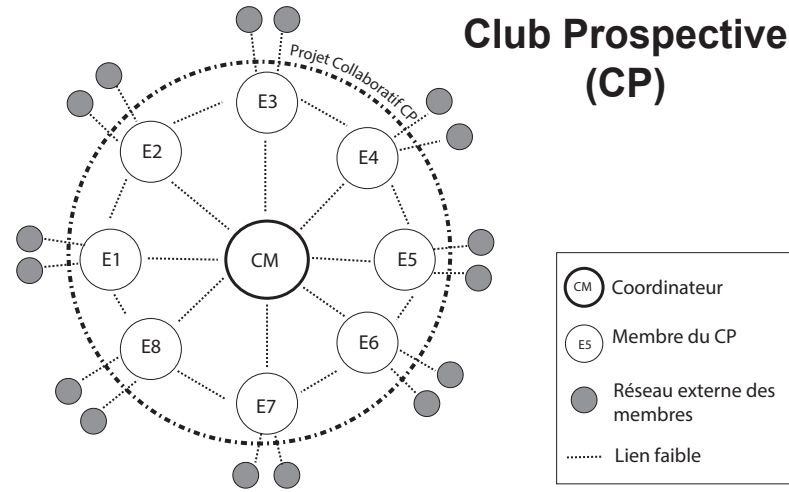 Club Prospective
(CP)
Projet Collaboratif CP
E3
E2
E4
E1
CM
E5
E8
E6
E7
CM Coordinateur
E5 Membre du CP
Réseau externe des
membres
Lien faible